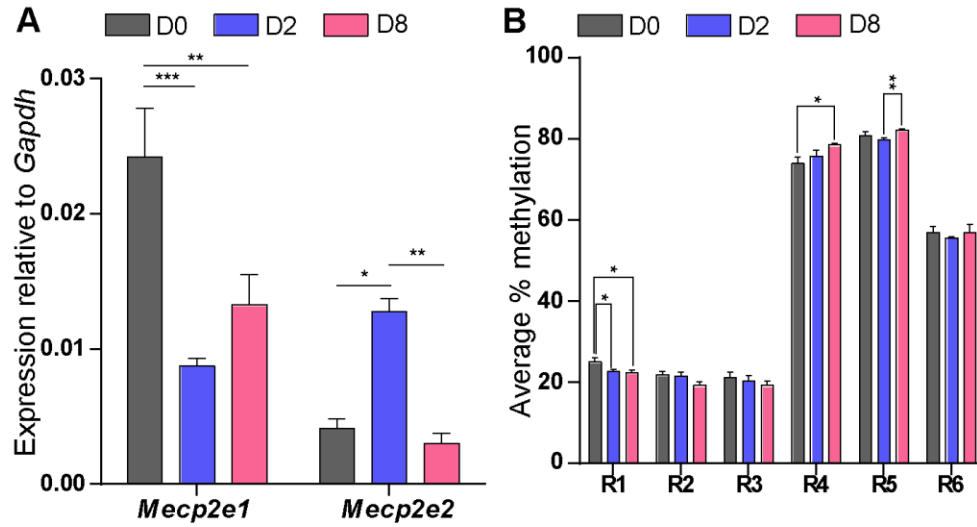 A
D0 D2 D8
Expression relative to Gapdh
0.03
0.02
0.01
0.00
**
***
*
**
Mecp2e1 Mecp2e2
B
D0 D2 D8
Average % methylation
100
80
60
40
20
0
*
*
*
**
R1 R2 R3 R4 R5 R6